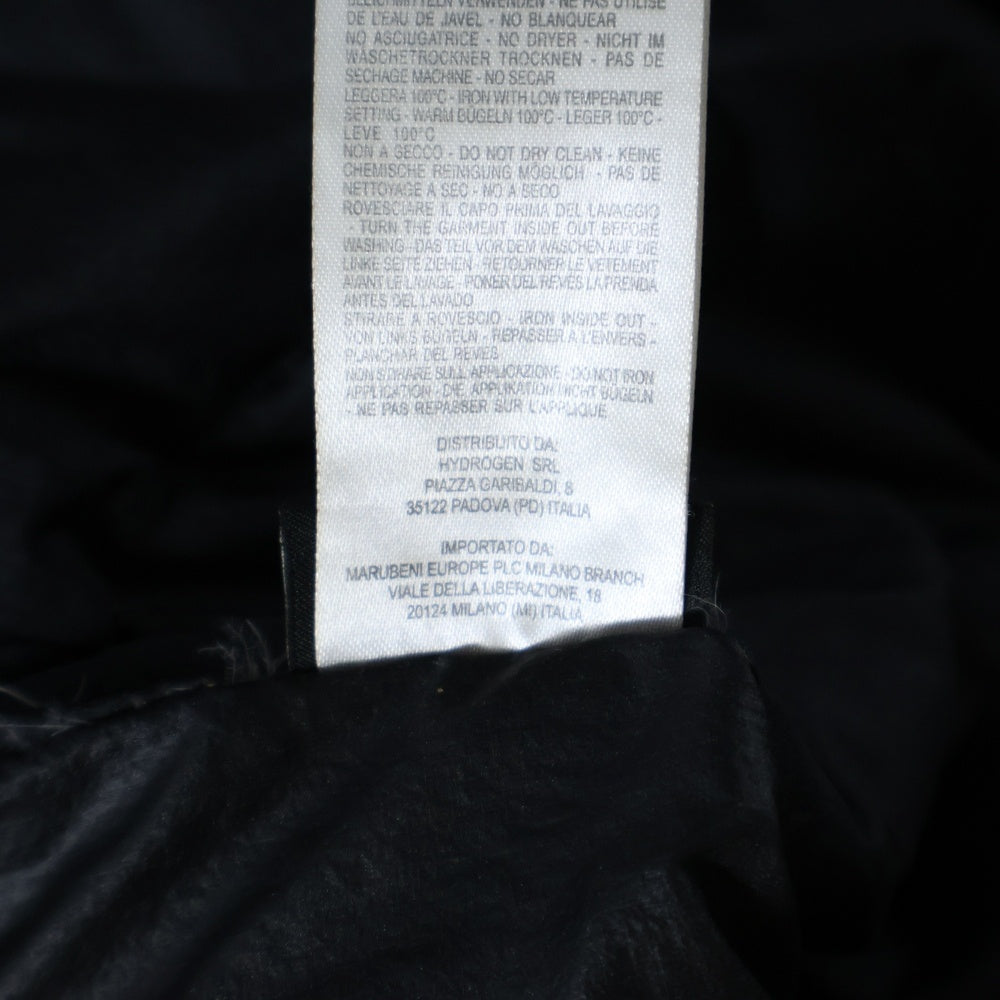 BLEICHMITTELN VERWENDEN - NE PAS UTILISE
DE L'EAU DE JAVEL - NO BLANQUEAR
NO ASCIUGATRICE - NO DRYER - NICHT IM
WÄSCHETROCKNER TROCKNEN - PAS DE
SECHAGE MACHINE - NO SECAR
LEGGERA 100°C - IRON WITH LOW TEMPERATURE
SETTING - WARM BÜGELN 100°C - LEGER 100°C -
LEVE 100°C
NON A SECCO - DO NOT DRY CLEAN - KEINE
CHEMISCHE REINIGUNG MÖGLICH - PAS DE
NETTOYAGE A SEC - NO A SECO
ROVESCIARE IL CAPO PRIMA DEL LAVAGGIO
- TURN THE GARMENT INSIDE OUT BEFORE
WASHING - DAS TEIL VOR DEM WASCHEN AUF DIE
LINKE SEITE ZIEHEN - RETOURNER LE VETEMENT
AVANT LE LAVAGE - PONER DEL REVES LA PRENDA
ANTES DEL LAVADO
STIRARE A ROVESCIO - IRON INSIDE OUT -
VON LINKS BÜGELN - REPASSER A L'ENVERS -
PLANCHAR DEL REVES
NON STIRARE SULL APPLICAZIONE - DO NOT IRON
APPLICATION - DIE APPLIKATION NICHT BÜGELN
- NE PAS REPASSER SUR L'APPLIQUE
DISTRIBUITO DA:
HYDROGEN SRL
PIAZZA GARIBALDI, 8
35122 PADOVA (PD) ITALIA
IMPORTATO DA:
MARUBENI EUROPE PLC MILANO BRANCH
VIALE DELLA LIBERAZIONE, 18
20124 MILANO (MI) ITALIA